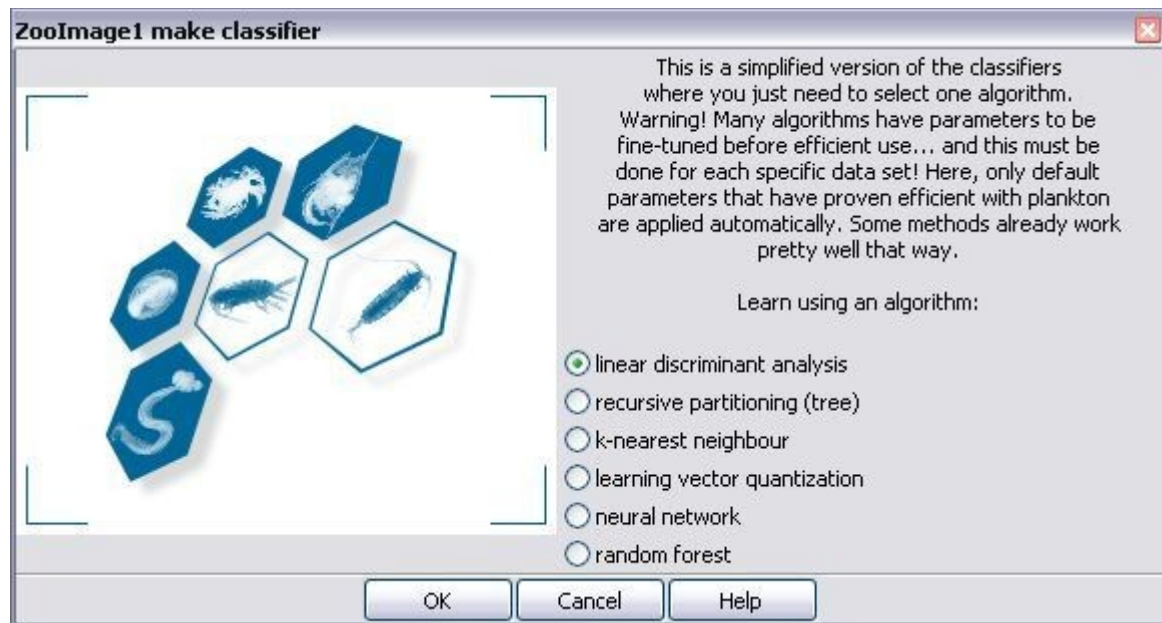 ZooImage1 make classifier
This is a simplified version of the classifiers
where you just need to select one algorithm.
Warning! Many algorithms have parameters to be
fine-tuned before efficient use... and this must be
done for each specific data set! Here, only default
parameters that have proven efficient with plankton
are applied automatically. Some methods already work
pretty well that way.
Learn using an algorithm:
linear discriminant analysis
recursive partitioning (tree)
k-nearest neighbour
learning vector quantization
neural network
random forest
OK
Cancel
Help